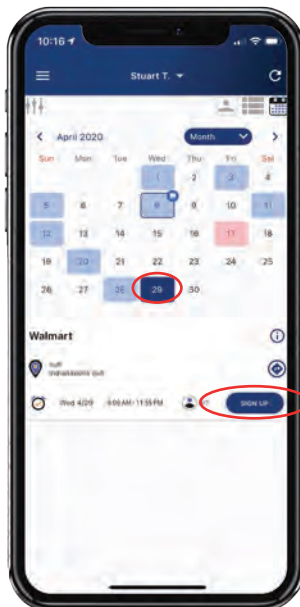 10:16
Stuart T.
April 2020 Month
Sun Mon Tue Wed Thu Fri Sat
1 2 3 4
5 6 7 8 9 10 11
12 13 14 15 16 17 18
19 20 21 22 23 24 25
26 27 28 29 30
Walmart
Wed 4/29 SIGN UP